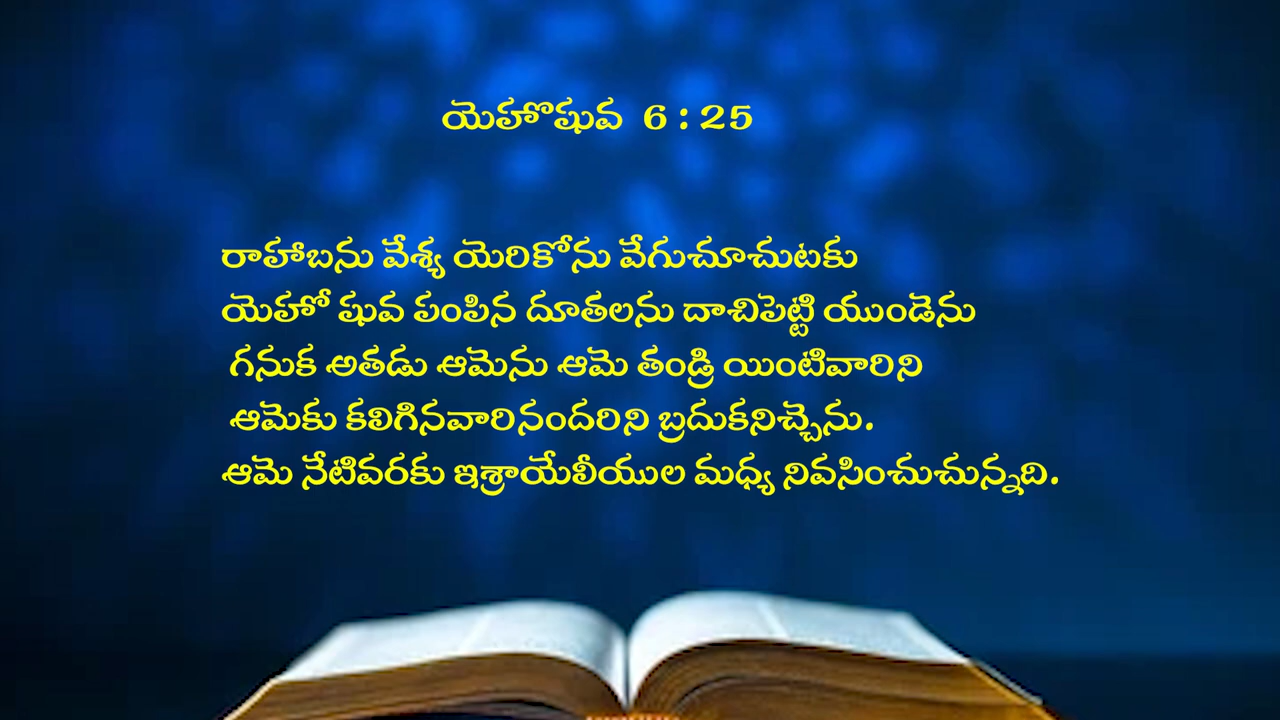 యెహొషువ 6 : 25
రాహాబను వేశ్య యెరికోను వేగుచూచుటకు
యెహో షువ పంపిన దూతలను దాచిపెట్టి యుండెను
గనుక అతడు ఆమెను ఆమె తండ్రి యింటివారిని
ఆమెకు కలిగినవారినందరిని బ్రదుకనిచ్చెను.
ఆమె నేటివరకు ఇశ్రాయేలీయుల మధ్య నివసించుచున్నది.